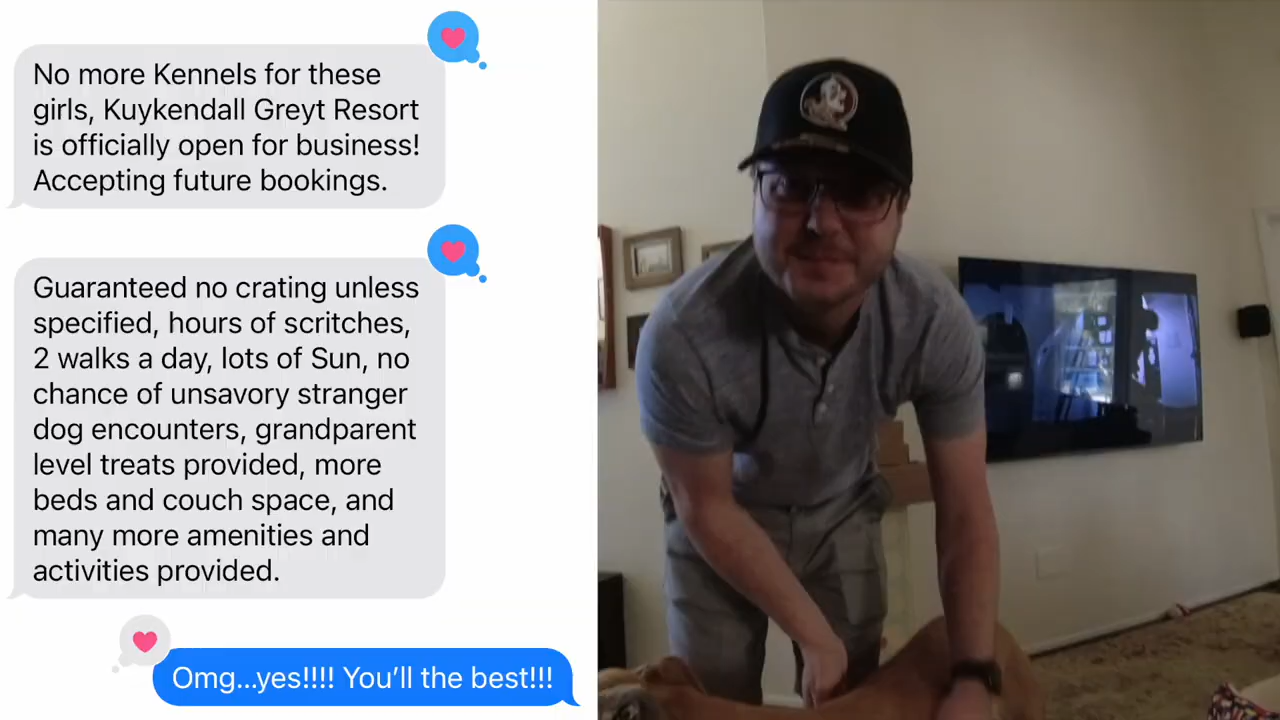 No more Kennels for these
girls, Kuykendall Greyt Resort
is officially open for business!
Accepting future bookings.
Guaranteed no crating unless
specified, hours of scritches,
2 walks a day, lots of Sun, no
chance of unsavory stranger
dog encounters, grandparent
level treats provided, more
beds and couch space, and
many more amenities and
activities provided.
Omg...yes!!!! You’ll the best!!!